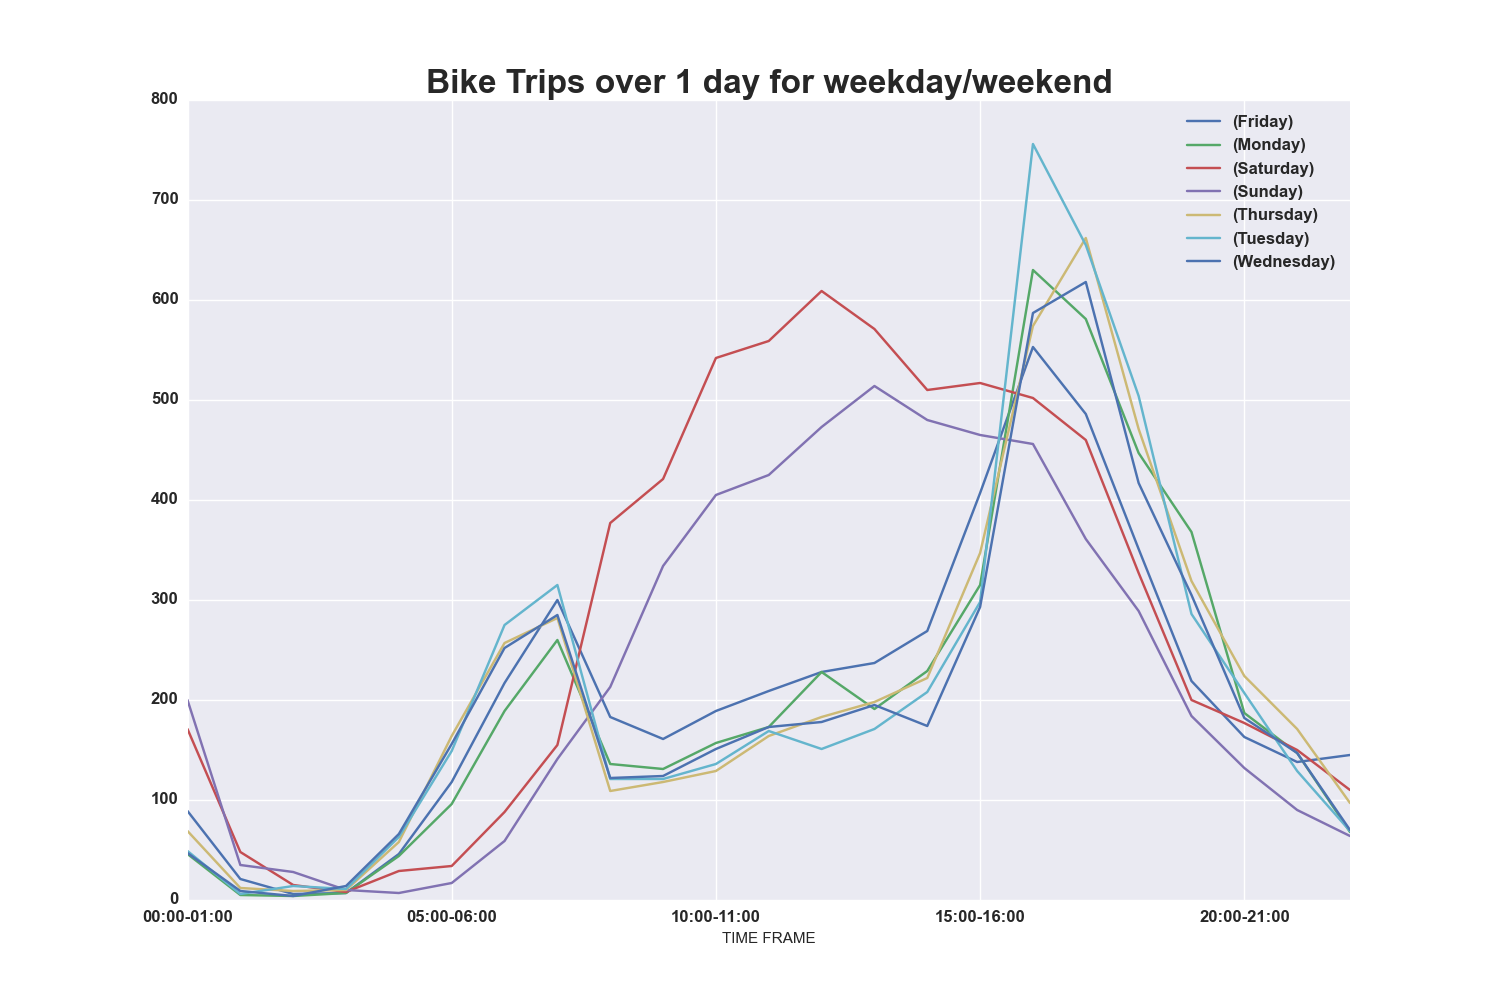 Bike Trips over 1 day for weekday/weekend
800
700
600
500
400
300
200
100
0
(Friday)
(Monday)
(Saturday)
(Sunday)
(Thursday)
(Tuesday)
(Wednesday)
00:00-01:00 05:00-06:00 10:00-11:00 15:00-16:00 20:00-21:00
TIME FRAME